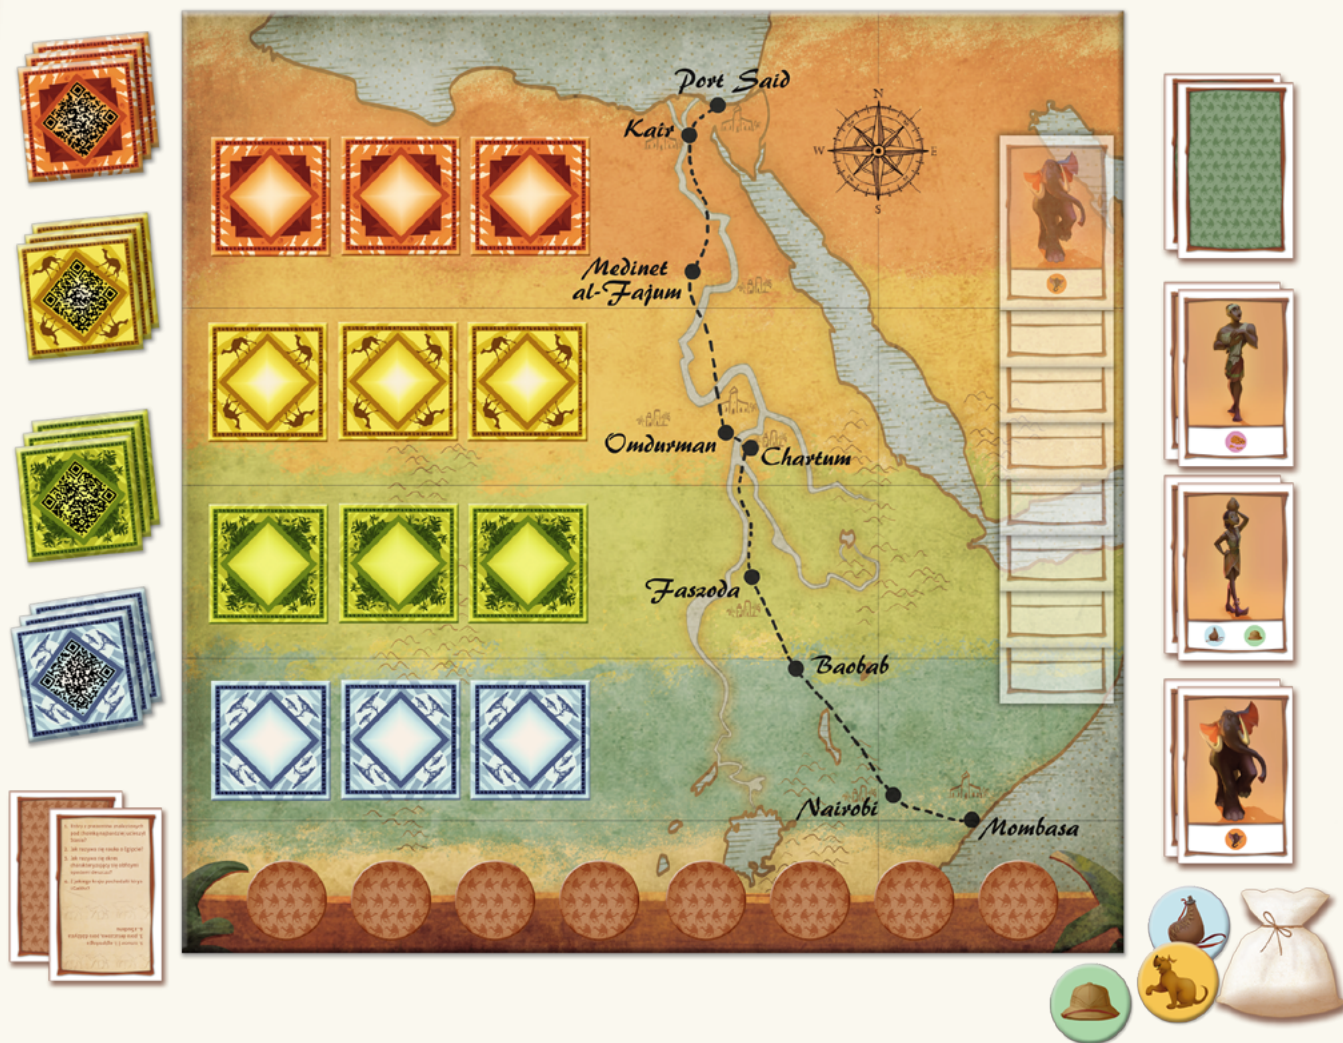 Port Said
Kair
N
W
E
S
Medinet
al-Fajum
Omdurman
Chartum
Faszoda
Baobab
Nairobi
Mombasa